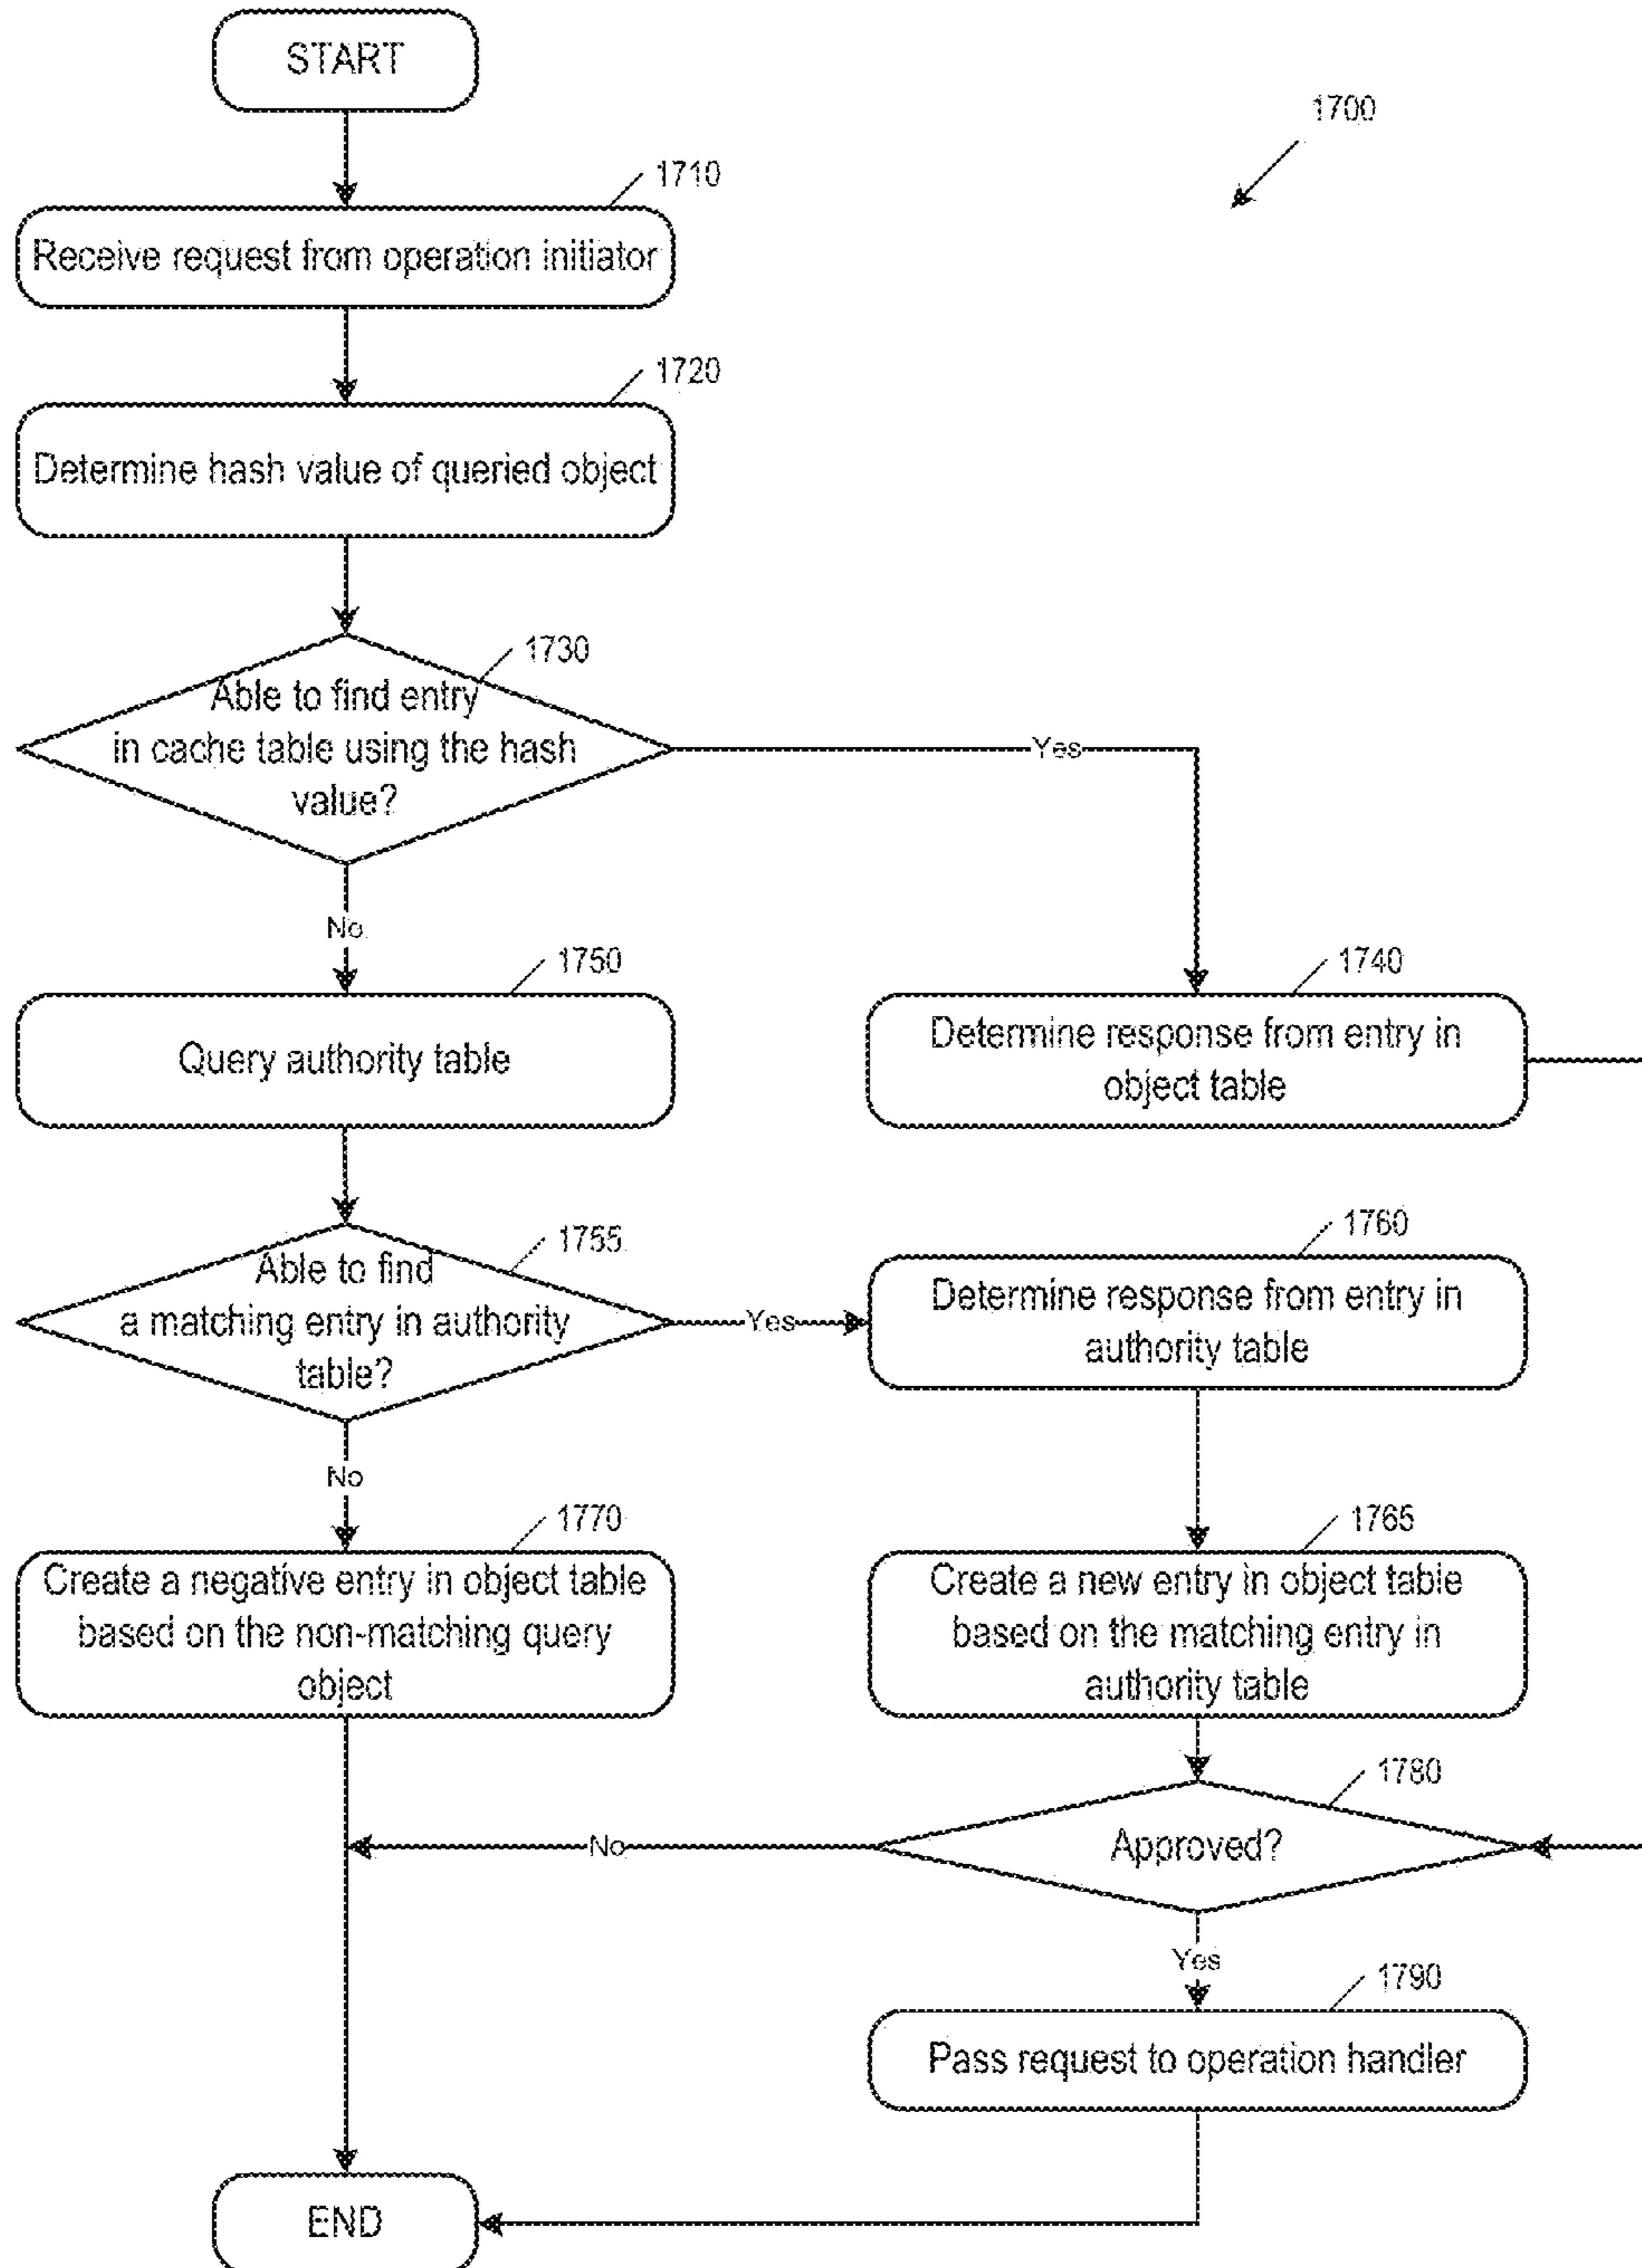 START
1700
1710
Receive request from operation initiator
1720
Determine hash value of queried object
1730
Able to find entry
in cache table using the hash
value?
Yes
No
1750
Query authority table
1740
Determine response from entry in
object table
1755
Able to find
a matching entry in authority
table?
Yes
1760
Determine response from entry in
authority table
No
1770
Create a negative entry in object table
based on the non-matching query
object
1765
Create a new entry in object table
based on the matching entry in
authority table
1780
Approved?
No
Yes
1790
Pass request to operation handler
END